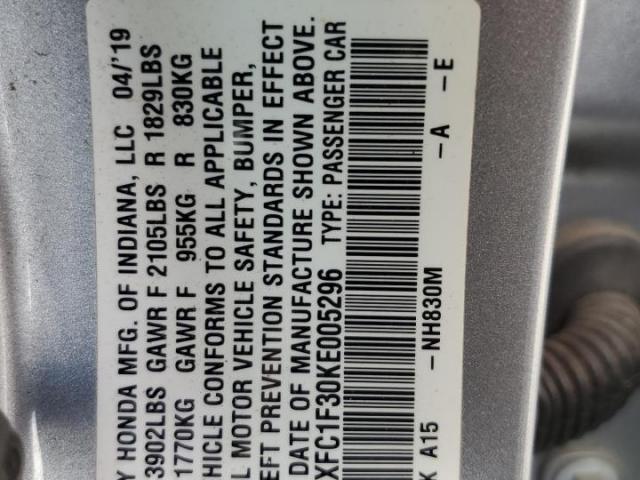 Y HONDA MFG. OF INDIANA, LLC 04/'19
3902LBS GAWR F 2105LBS R 1829LBS
1770KG GAWR F 955KG R 830KG
HICLE CONFORMS TO ALL APPLICABLE
L MOTOR VEHICLE SAFETY, BUMPER,
EFT PREVENTION STANDARDS IN EFFECT
DATE OF MANUFACTURE SHOWN ABOVE.
XFC1F30KE005296 TYPE: PASSENGER CAR
K A15 -NH830M -A -E